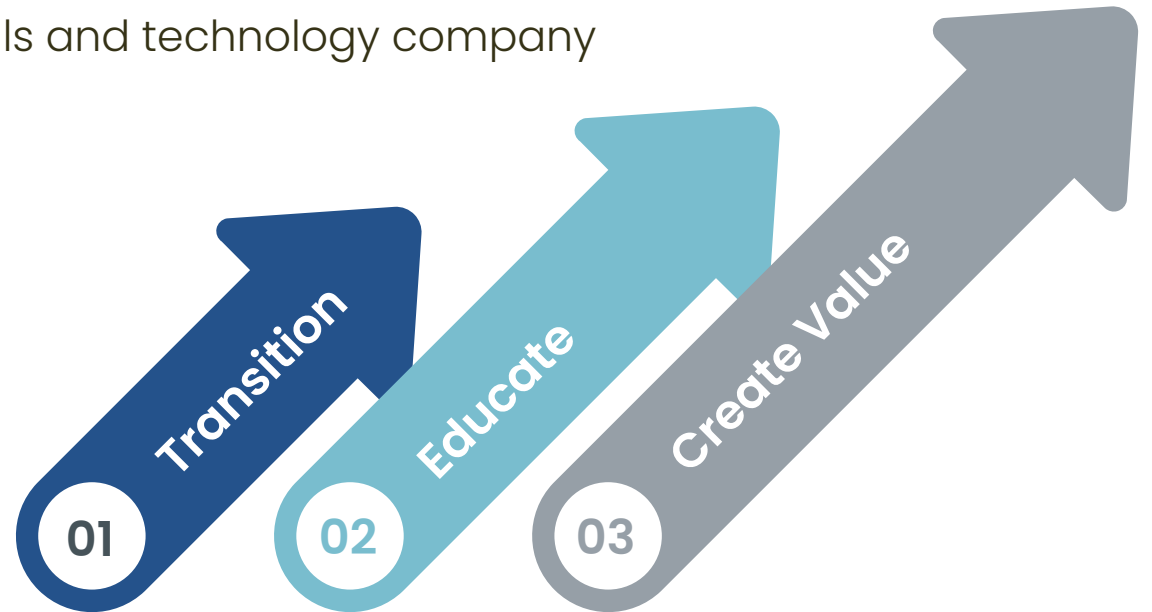 ls and technology company
Transition
Educate
Create Value
01
02
03